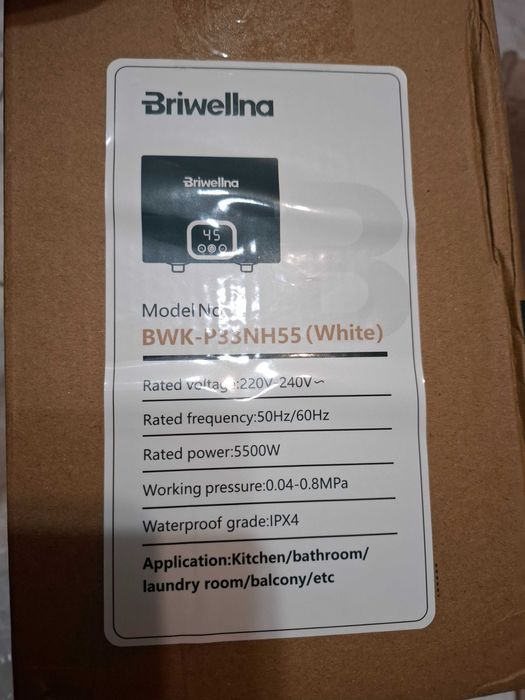 Briwellna
Briwellna
45
Model No
BWK-P33NH55 (White)
Rated voltage:220V-240V~
Rated frequency:50Hz/60Hz
Rated power:5500W
Working pressure:0.04-0.8MPa
Waterproof grade:IPX4
Application:Kitchen/bathroom/
laundry room/balcony/etc